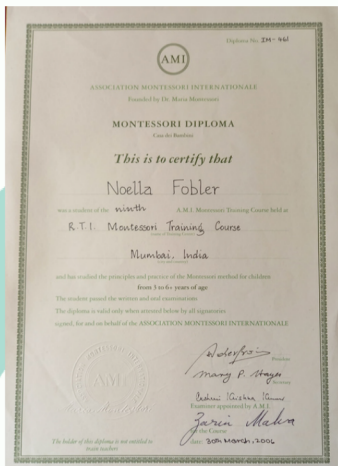 Diploma No. IM-461
AMI
ASSOCIATION MONTESSORI INTERNATIONALE
Founded by Dr. Maria Montessori
MONTESSORI DIPLOMA
Casa dei Bambini
This is to certify that
Noella Fobler
was a student of the ninth A.M.I. Montessori Training Course held at
R.T.I. Montessori Training Course
Mumbai, India
and has studied the principles and practice of the Montessori method for children
from 3 to 6+ years of age
The student passed the written and oral examinations
The diploma is valid only when attested below by all signatories
signed, for and on behalf of the ASSOCIATION MONTESSORI INTERNATIONALE
President
Mary P. Hayes
Secretary
Examiner appointed by A.M.I.
Zarin Malva
of the Course
date: 30th March, 2006
The holder of this diploma is not entitled to
train teachers